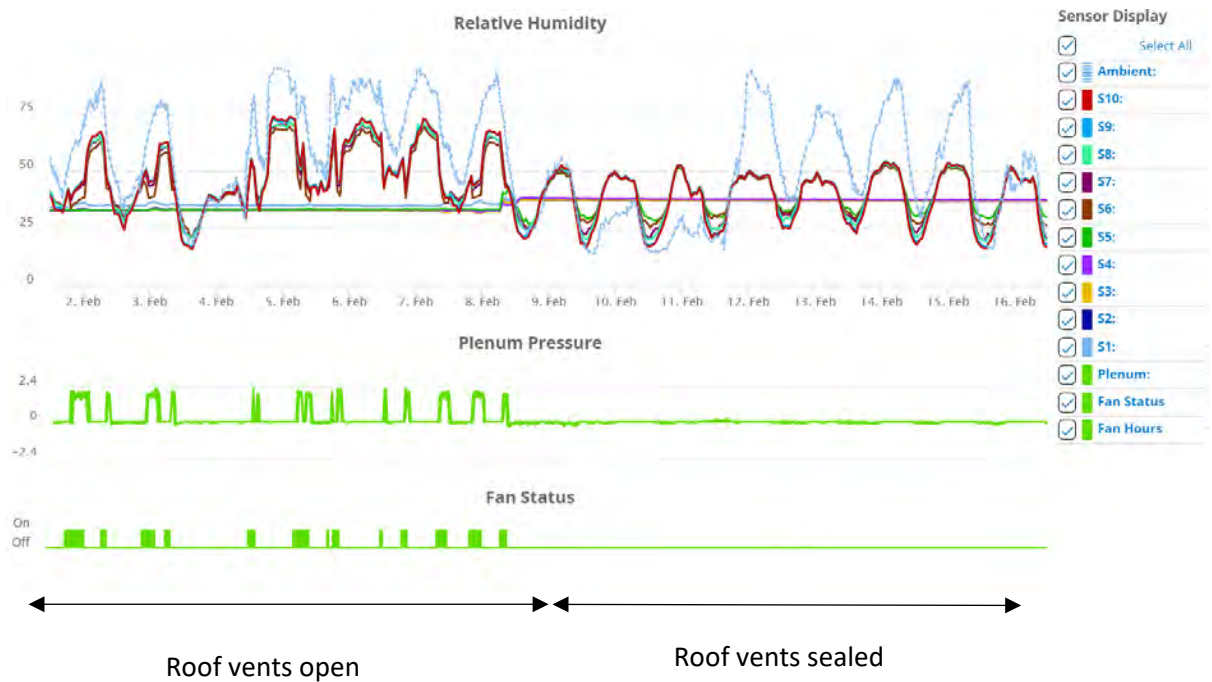 Relative Humidity
75
50
25
0
2. Feb 3. Feb 4. Feb 5. Feb 6. Feb 7. Feb 8. Feb 9. Feb 10. Feb 11. Feb 12. Feb 13. Feb 14. Feb 15. Feb 16. Feb
Plenum Pressure
2.4
0
−2.4
Fan Status
On
Off
Roof vents open
Roof vents sealed
Sensor Display
Select All
Ambient:
S10:
S9:
S8:
S7:
S6:
S5:
S4:
S3:
S2:
S1:
Plenum:
Fan Status
Fan Hours